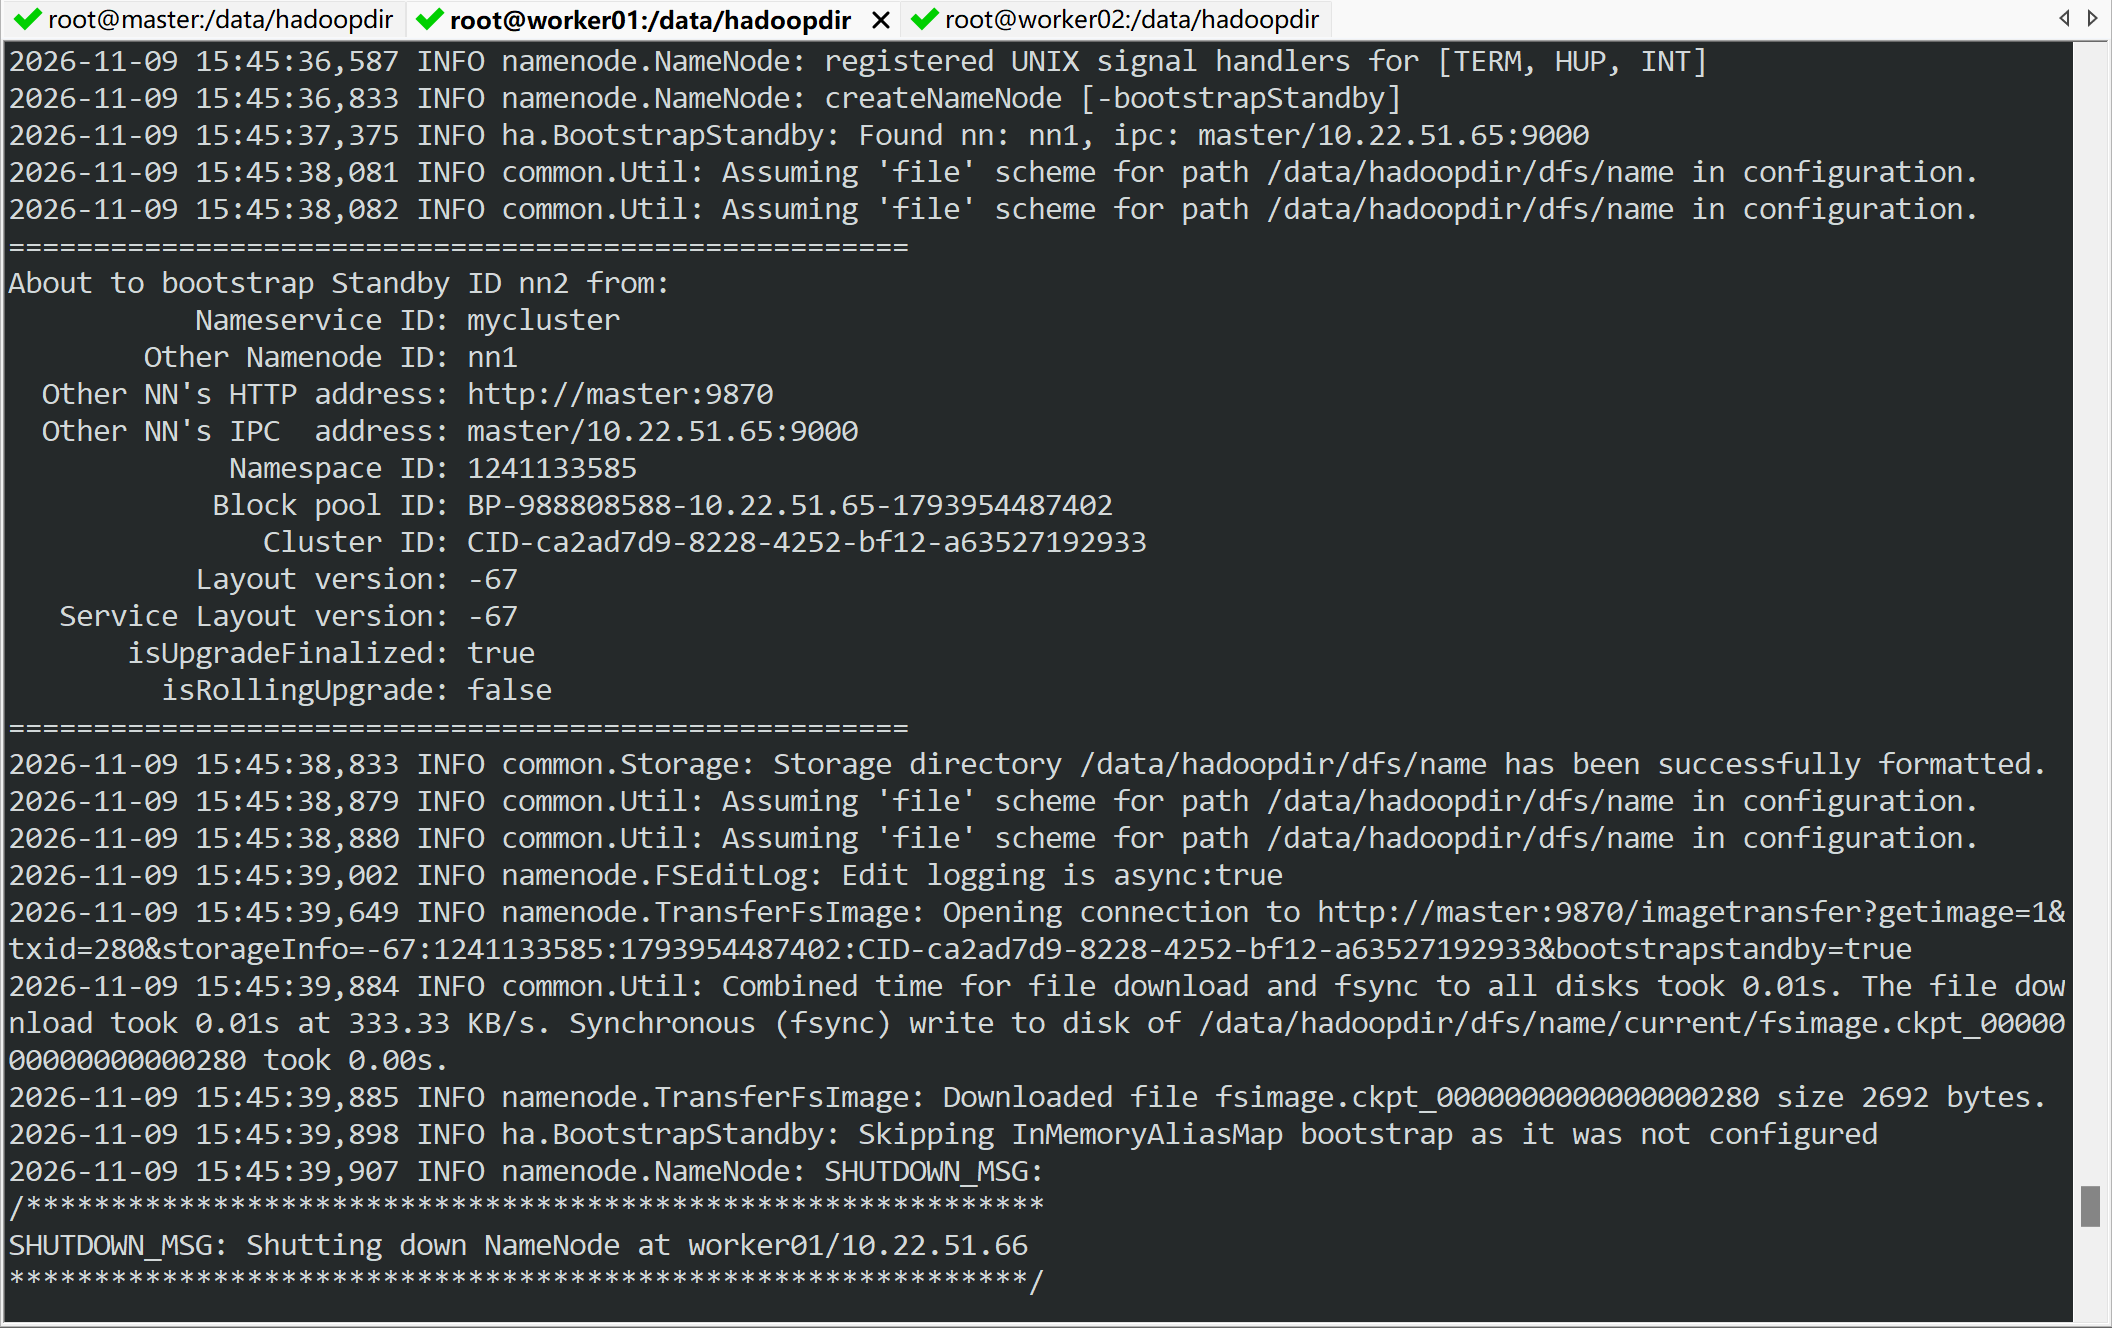 root@master:/data/hadoopdir root@worker01:/data/hadoopdir root@worker02:/data/hadoopdir
2026-11-09 15:45:36,587 INFO namenode.NameNode: registered UNIX signal handlers for [TERM, HUP, INT]
2026-11-09 15:45:36,833 INFO namenode.NameNode: createNameNode [-bootstrapStandby]
2026-11-09 15:45:37,375 INFO ha.BootstrapStandby: Found nn: nn1, ipc: master/10.22.51.65:9000
2026-11-09 15:45:38,081 INFO common.Util: Assuming 'file' scheme for path /data/hadoopdir/dfs/name in configuration.
2026-11-09 15:45:38,082 INFO common.Util: Assuming 'file' scheme for path /data/hadoopdir/dfs/name in configuration.
=====================================================
About to bootstrap Standby ID nn2 from:
           Nameservice ID: mycluster
        Other Namenode ID: nn1
  Other NN's HTTP address: http://master:9870
  Other NN's IPC  address: master/10.22.51.65:9000
             Namespace ID: 1241133585
            Block pool ID: BP-988808588-10.22.51.65-1793954487402
               Cluster ID: CID-ca2ad7d9-8228-4252-bf12-a63527192933
           Layout version: -67
   Service Layout version: -67
       isUpgradeFinalized: true
         isRollingUpgrade: false
=====================================================
2026-11-09 15:45:38,833 INFO common.Storage: Storage directory /data/hadoopdir/dfs/name has been successfully formatted.
2026-11-09 15:45:38,879 INFO common.Util: Assuming 'file' scheme for path /data/hadoopdir/dfs/name in configuration.
2026-11-09 15:45:38,880 INFO common.Util: Assuming 'file' scheme for path /data/hadoopdir/dfs/name in configuration.
2026-11-09 15:45:39,002 INFO namenode.FSEditLog: Edit logging is async:true
2026-11-09 15:45:39,649 INFO namenode.TransferFsImage: Opening connection to http://master:9870/imagetransfer?getimage=1&
txid=280&storageInfo=-67:1241133585:1793954487402:CID-ca2ad7d9-8228-4252-bf12-a63527192933&bootstrapstandby=true
2026-11-09 15:45:39,884 INFO common.Util: Combined time for file download and fsync to all disks took 0.01s. The file dow
nload took 0.01s at 333.33 KB/s. Synchronous (fsync) write to disk of /data/hadoopdir/dfs/name/current/fsimage.ckpt_00000
00000000000280 took 0.00s.
2026-11-09 15:45:39,885 INFO namenode.TransferFsImage: Downloaded file fsimage.ckpt_0000000000000000280 size 2692 bytes.
2026-11-09 15:45:39,898 INFO ha.BootstrapStandby: Skipping InMemoryAliasMap bootstrap as it was not configured
2026-11-09 15:45:39,907 INFO namenode.NameNode: SHUTDOWN_MSG:
/************************************************************
SHUTDOWN_MSG: Shutting down NameNode at worker01/10.22.51.66
************************************************************/